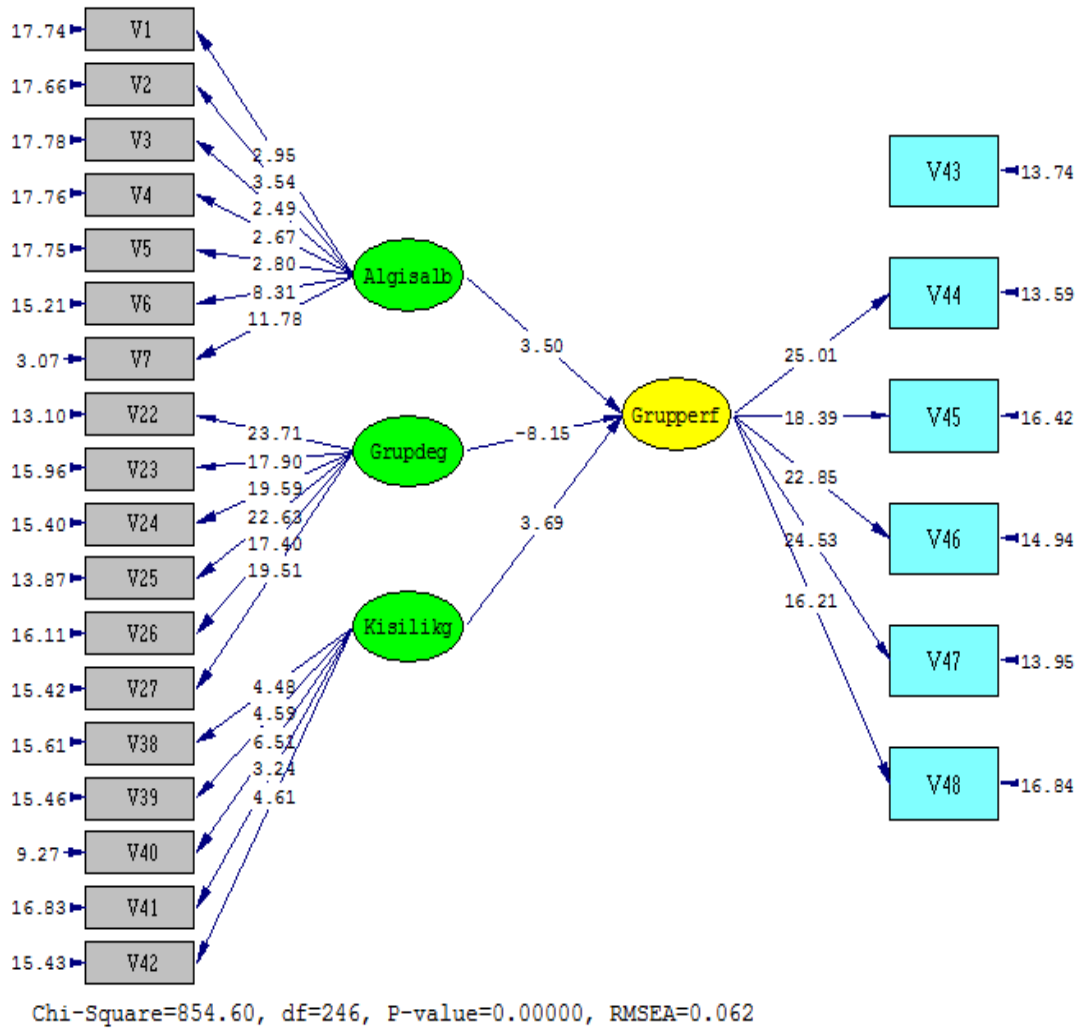 17.74 V1
17.66 V2
17.78 V3
17.76 V4
17.75 V5
15.21 V6
3.07 V7
13.10 V22
15.96 V23
15.40 V24
13.87 V25
16.11 V26
15.42 V27
15.61 V38
15.46 V39
9.27 V40
16.83 V41
15.43 V42
2.95
3.54
2.49
2.67
2.80
8.31
11.78
23.71
17.90
19.59
22.63
17.40
19.51
4.48
4.59
6.51
3.24
4.61
Algisalb
Grupdeg
Kisilikg
3.50
-8.15
3.69
Grupperf
25.01
18.39
22.85
24.53
16.21
V43 13.74
V44 13.59
V45 16.42
V46 14.94
V47 13.95
V48 16.84
Chi-Square=854.60, df=246, P-value=0.00000, RMSEA=0.062